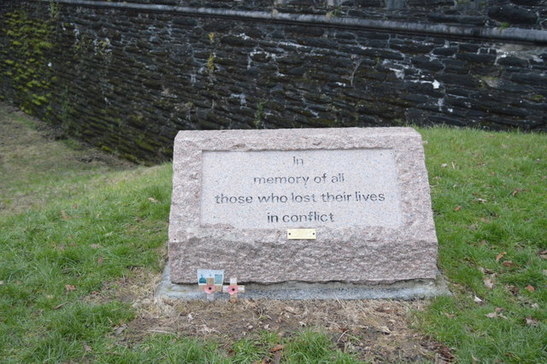 In
memory of all
those who lost their lives
in conflict